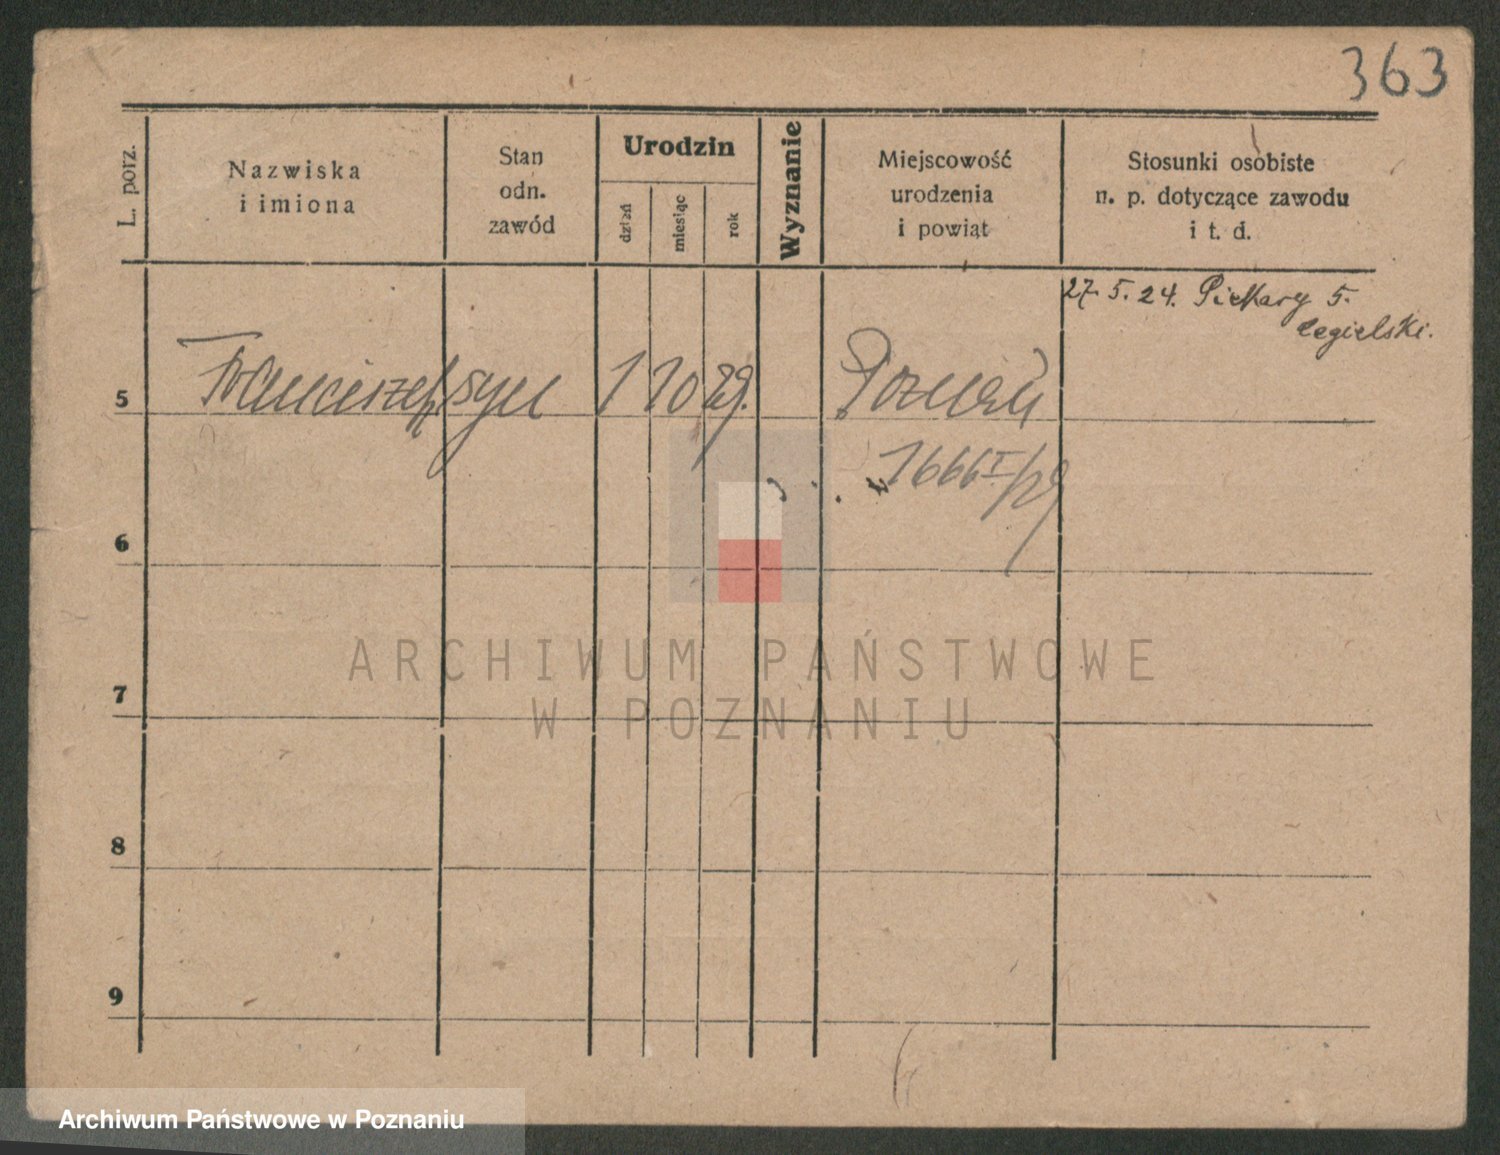 363
L. porz.
Nazwiska
i imiona
Stan
odn.
zawód
Urodzin
dzień
miesiąc
rok
Wyznanie
Miejscowość
urodzenia
i powiat
Stosunki osobiste
n. p. dotyczące zawodu
i t. d.
27. 5. 24. Piekary 5.
Cegielski.
5 Franciszek syn 1 10 29. Poznań
1666 I/29
6
7
8
9
ARCHIWUM PAŃSTWOWE
W POZNANIU
Archiwum Państwowe w Poznaniu